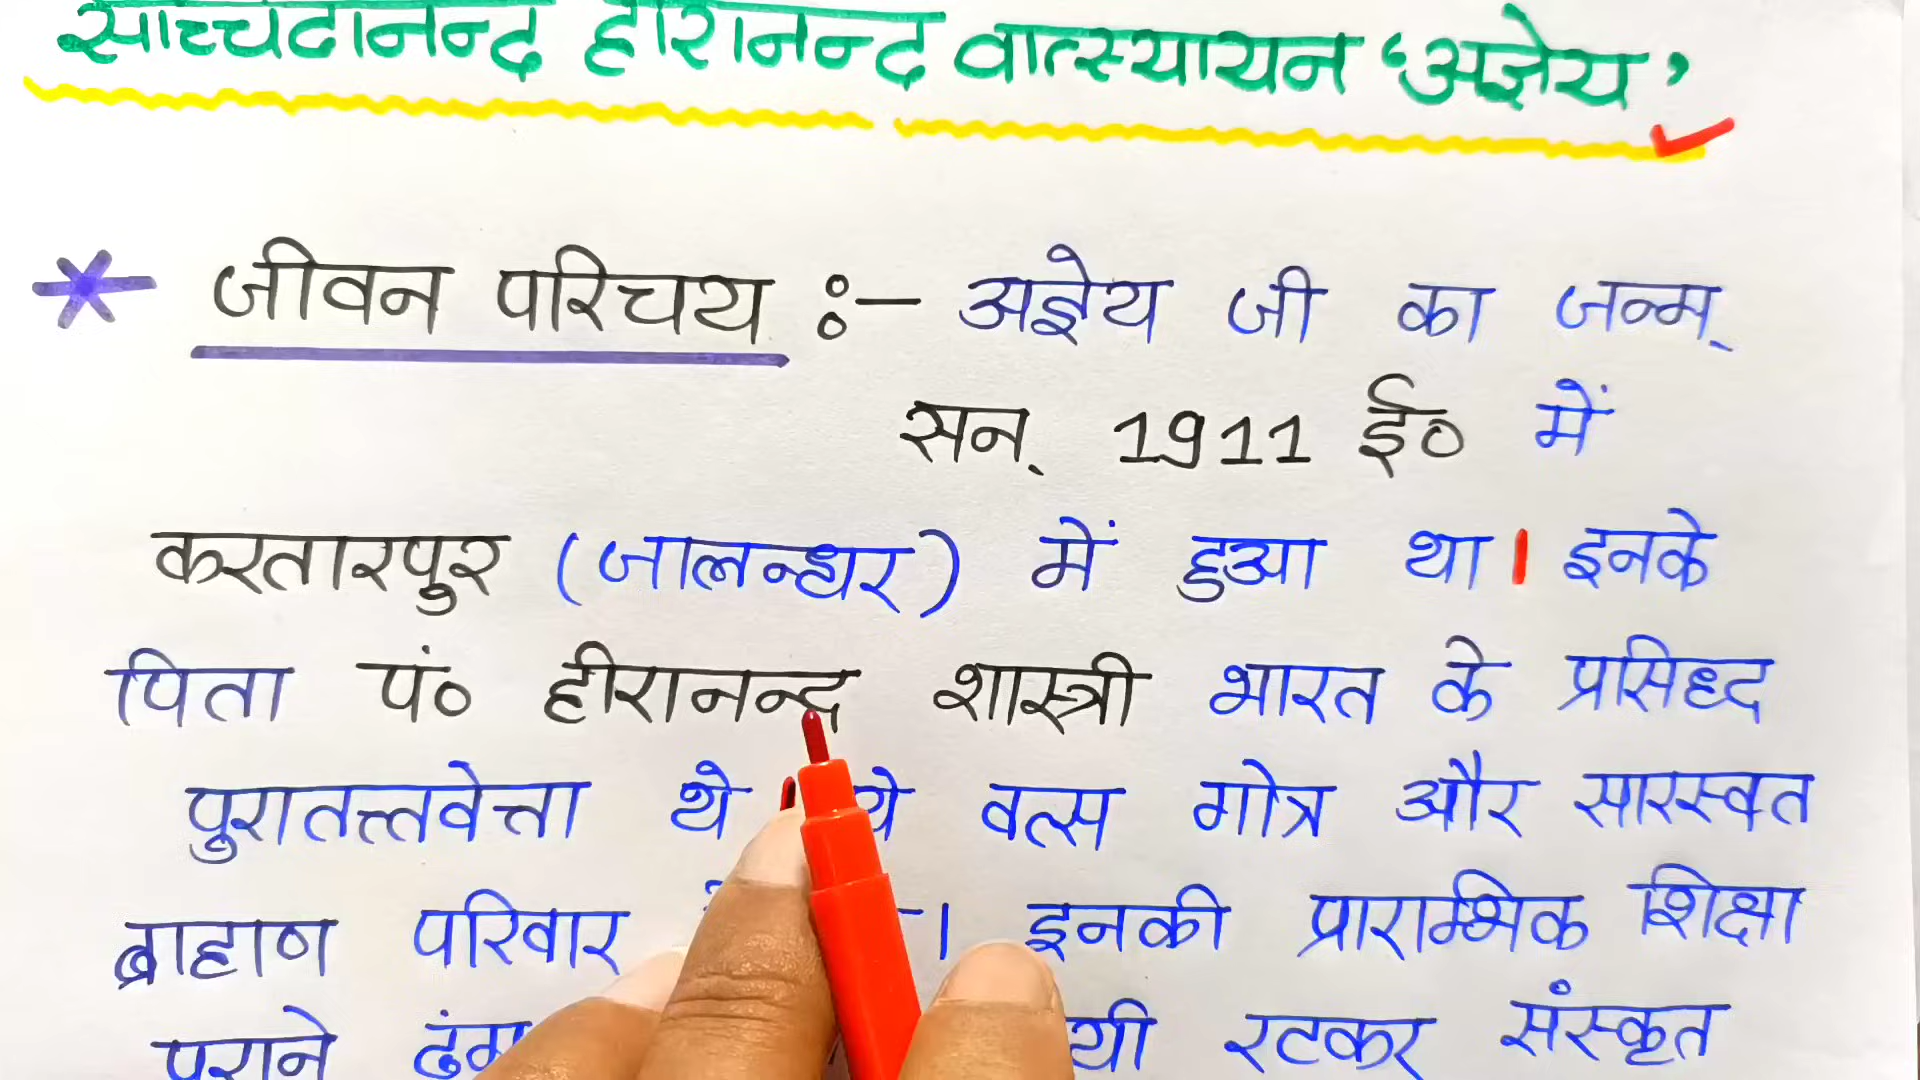 सच्चिदानन्द हीरानन्द वात्स्यायन 'अज्ञेय'
* जीवन परिचय :- अज्ञेय जी का जन्म्
सन् 1911 ई० में
करतारपुर (जालन्धर) में हुआ था। इनके
पिता पं० हीरानन्द शास्त्री भारत के प्रसिध्द
पुरातत्त्तवेत्ता थे। ये वत्स गोत्र और सारस्वत
ब्राह्मण परिवार । इनकी प्रारम्भिक शिक्षा
पुराने ढंग रटकर संस्कृत